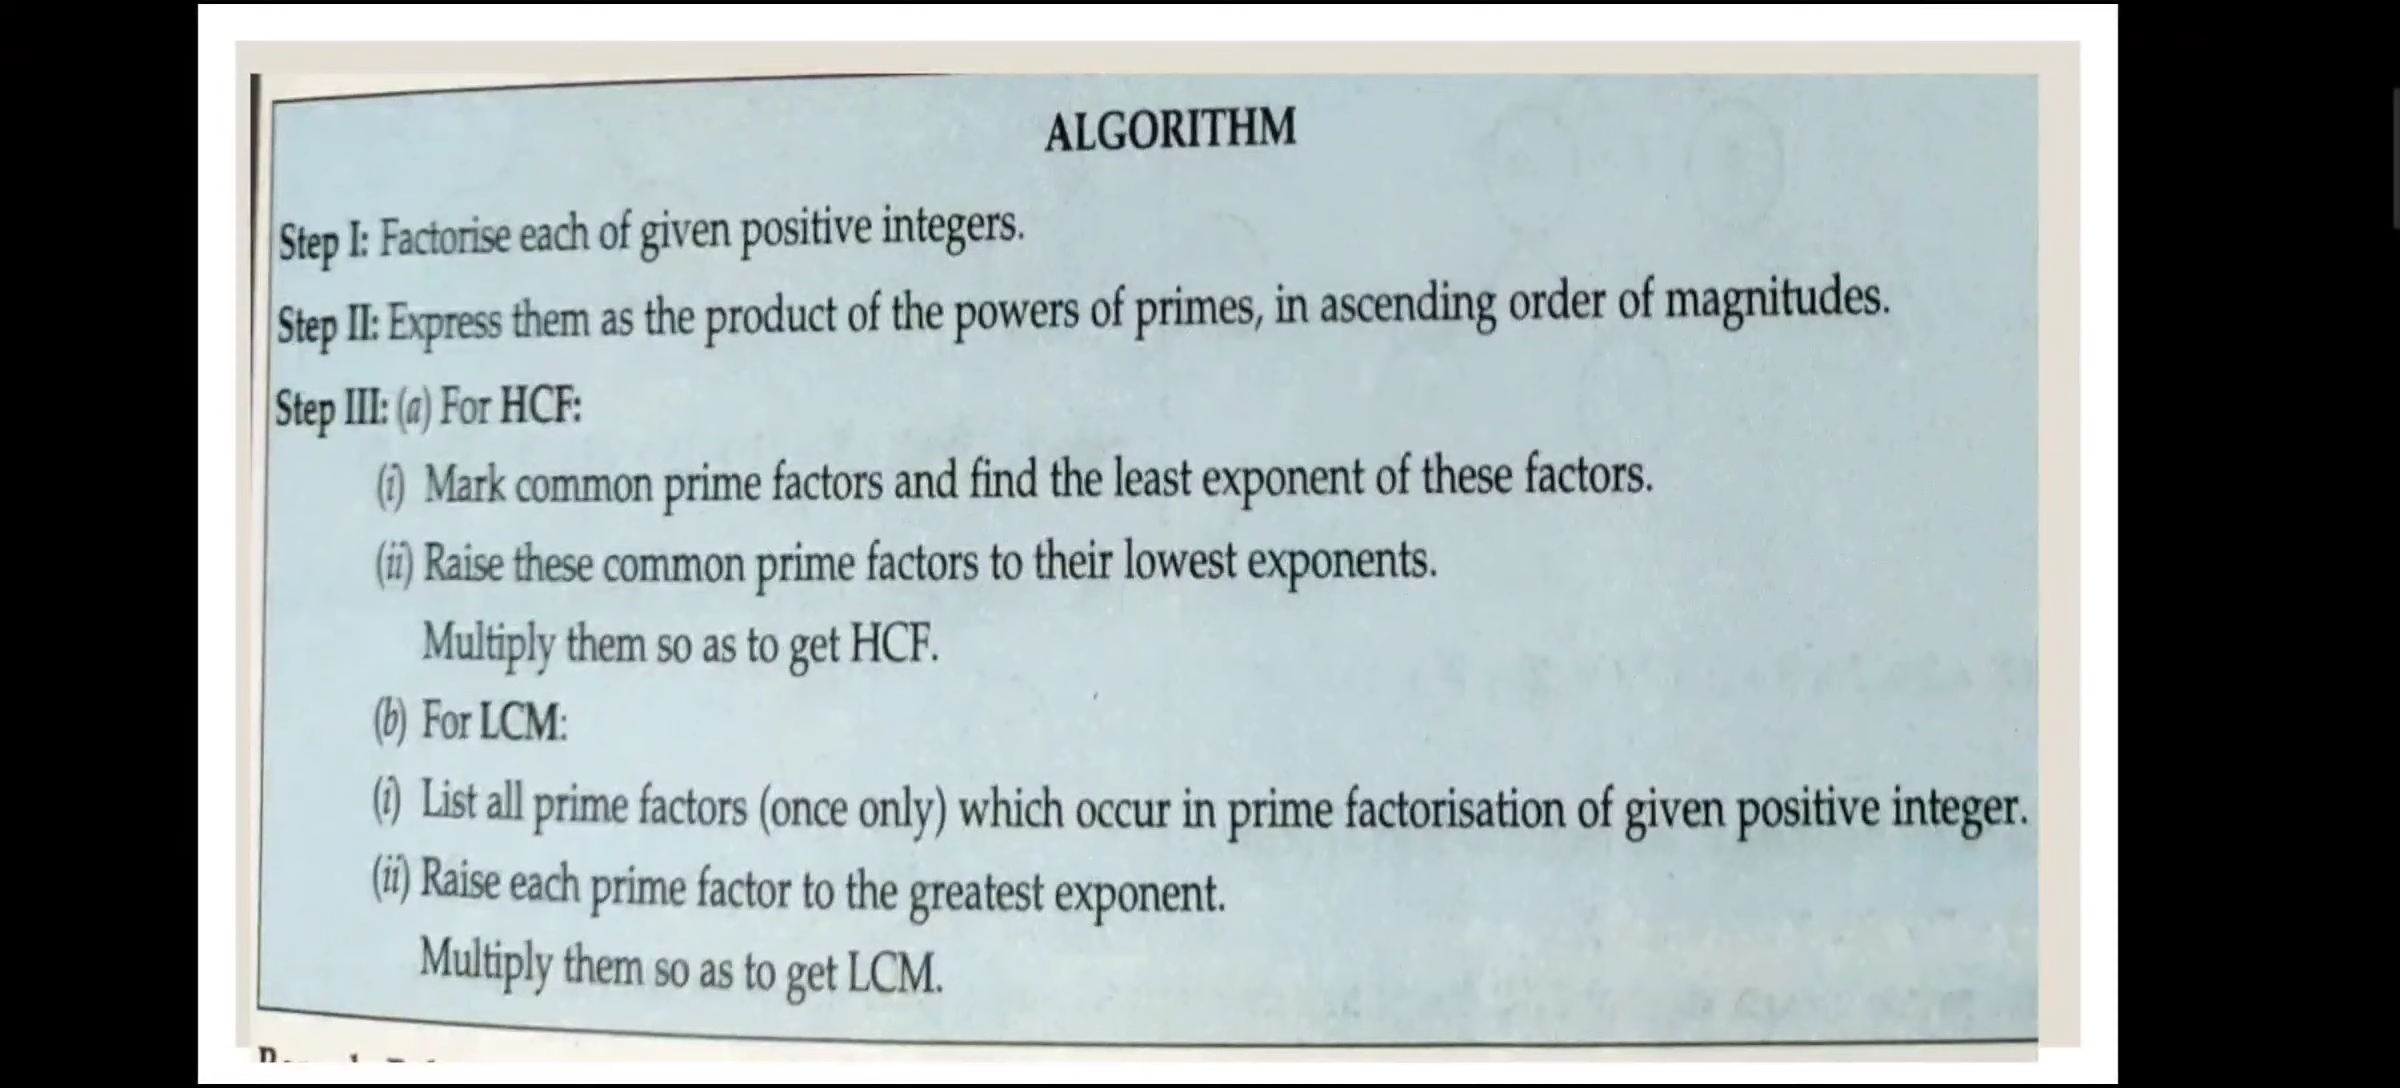 ALGORITHM
Step I: Factorise each of given positive integers.
Step II: Express them as the product of the powers of primes, in ascending order of magnitudes.
Step III: (a) For HCF:
(i) Mark common prime factors and find the least exponent of these factors.
(ii) Raise these common prime factors to their lowest exponents.
Multiply them so as to get HCF.
(b) For LCM:
(i) List all prime factors (once only) which occur in prime factorisation of given positive integer.
(ii) Raise each prime factor to the greatest exponent.
Multiply them so as to get LCM.